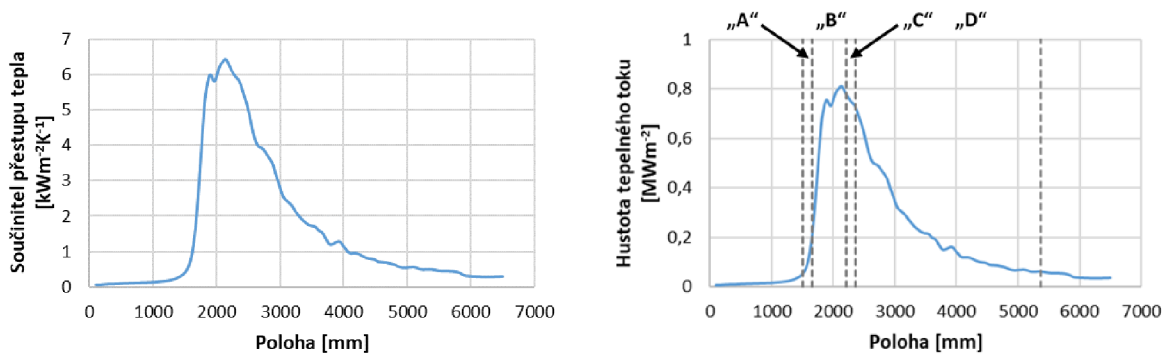 Součinitel přestupu tepla
[kWm-2K-1]
7
6
5
4
3
2
1
0
0 1000 2000 3000 4000 5000 6000 7000
Poloha [mm]
„A“ „B“ „C“ „D“
Hustota tepelného toku
[MWm-2]
1
0,8
0,6
0,4
0,2
0
0 1000 2000 3000 4000 5000 6000 7000
Poloha [mm]